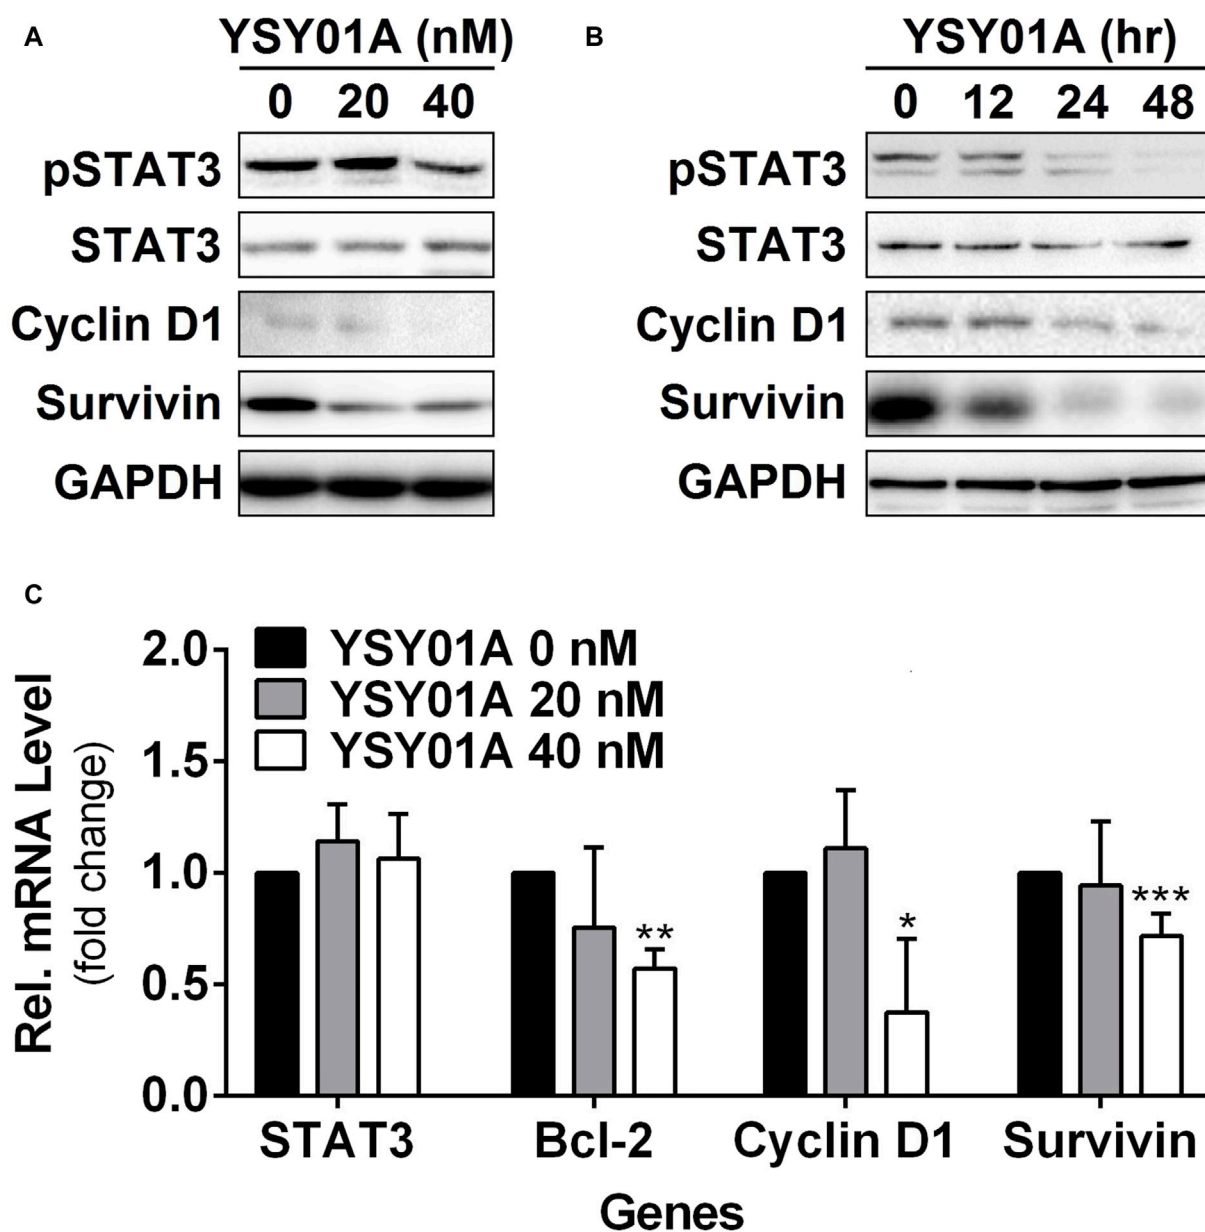 A
YSY01A (nM)
0 20 40
pSTAT3
STAT3
Cyclin D1
Survivin
GAPDH
B
YSY01A (hr)
0 12 24 48
pSTAT3
STAT3
Cyclin D1
Survivin
GAPDH
C
Rel. mRNA Level
(fold change)
2.0
1.5
1.0
0.5
0.0
YSY01A 0 nM
YSY01A 20 nM
YSY01A 40 nM
**
*
***
STAT3 Bcl-2 Cyclin D1 Survivin
Genes